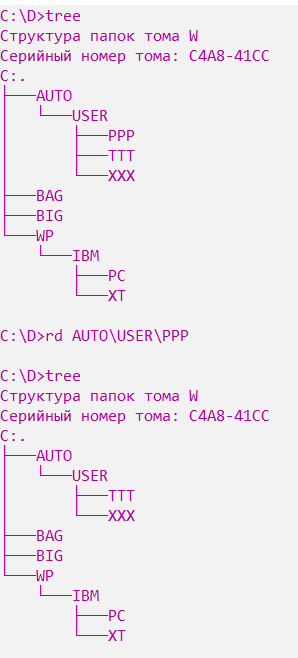 C:\D>tree
Структура папок тома W
Серийный номер тома: C4A8-41CC
C:.
├───AUTO
│   └───USER
│       ├───PPP
│       ├───TTT
│       └───XXX
├───BAG
├───BIG
└───WP
    └───IBM
        ├───PC
        └───XT
C:\D>rd AUTO\USER\PPP
C:\D>tree
Структура папок тома W
Серийный номер тома: C4A8-41CC
C:.
├───AUTO
│   └───USER
│       ├───TTT
│       └───XXX
├───BAG
├───BIG
└───WP
    └───IBM
        ├───PC
        └───XT